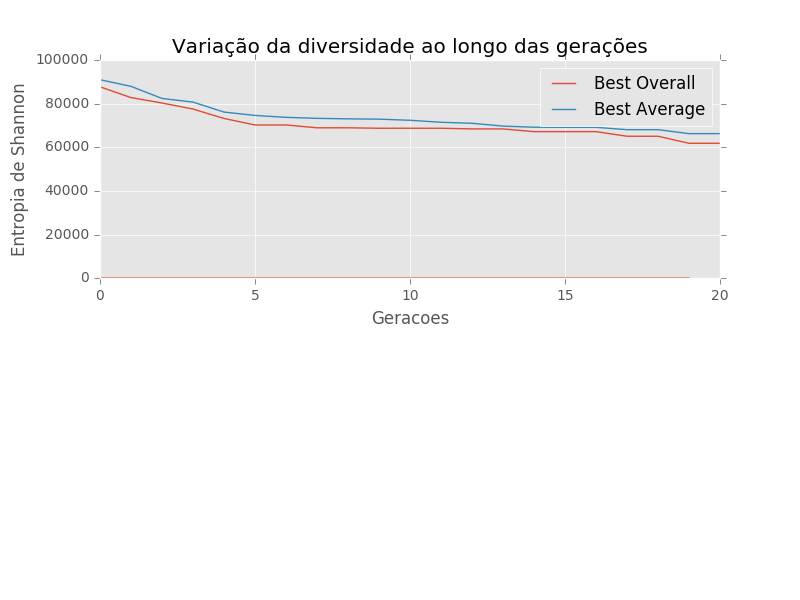 Variação da diversidade ao longo das gerações
Entropia de Shannon
100000
80000
60000
40000
20000
0
Best Overall
Best Average
0 5 10 15 20
Geracoes